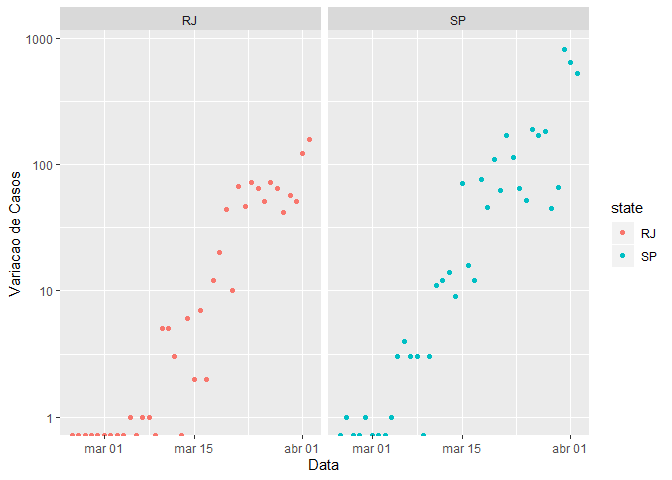 RJ
SP
1000
100
10
1
Variacao de Casos
mar 01
mar 15
abr 01
mar 01
mar 15
abr 01
Data
state
RJ
SP